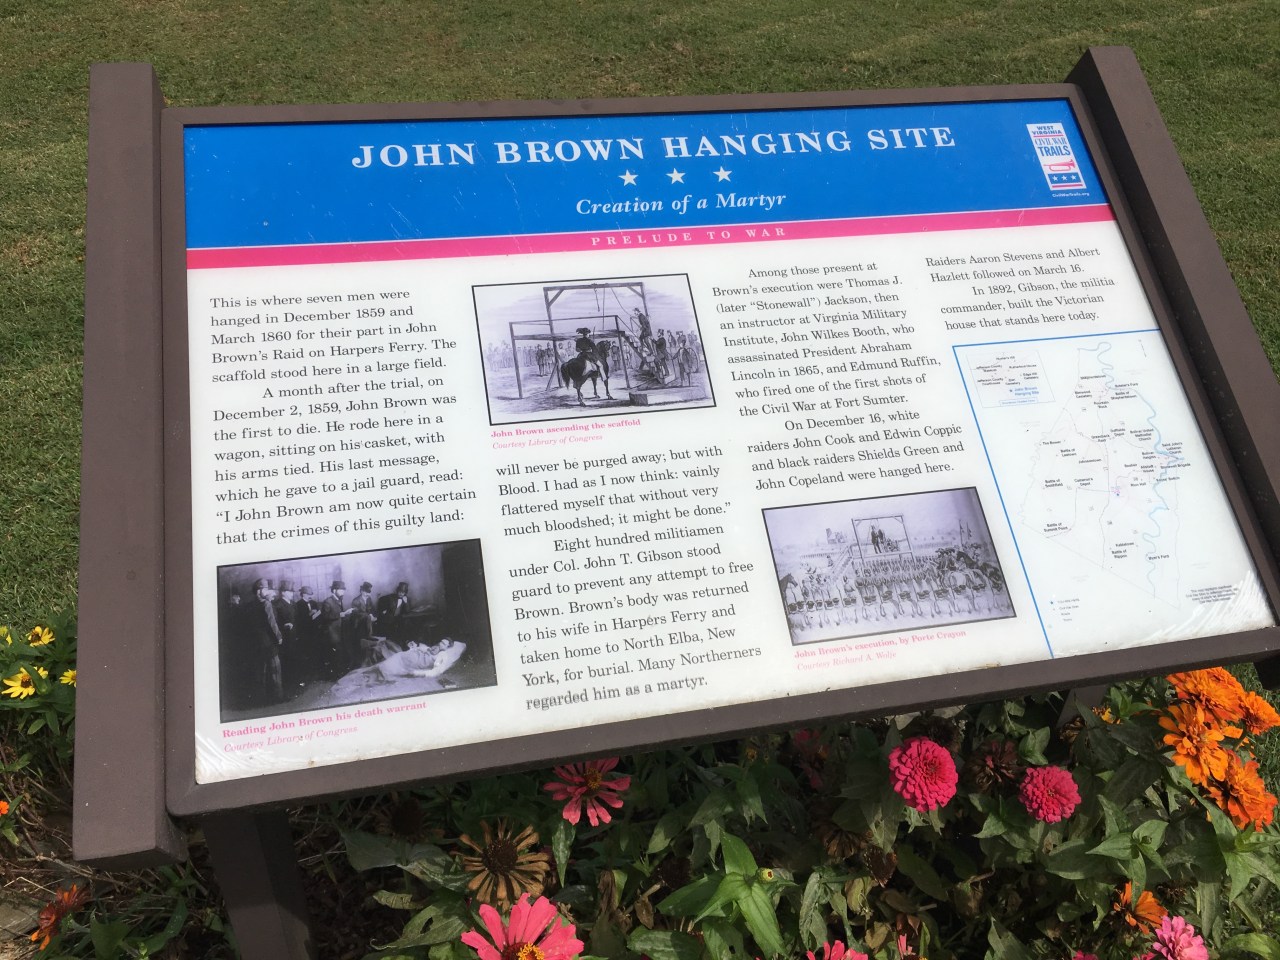 JOHN BROWN HANGING SITE
Creation of a Martyr
PRELUDE TO WAR
WEST
VIRGINIA
CIVIL WAR
TRAILS
CivilWarTrails.org
This is where seven men were
hanged in December 1859 and
March 1860 for their part in John
Brown's Raid on Harpers Ferry. The
scaffold stood here in a large field.
A month after the trial, on
December 2, 1859, John Brown was
the first to die. He rode here in a
wagon, sitting on his casket, with
his arms tied. His last message,
which he gave to a jail guard, read:
"I John Brown am now quite certain
that the crimes of this guilty land:
Reading John Brown his death warrant
Courtesy Library of Congress
John Brown ascending the scaffold
Courtesy Library of Congress
will never be purged away; but with
Blood. I had as I now think: vainly
flattered myself that without very
much bloodshed; it might be done."
Eight hundred militiamen
under Col. John T. Gibson stood
guard to prevent any attempt to free
Brown. Brown's body was returned
to his wife in Harpers Ferry and
taken home to North Elba, New
York, for burial. Many Northerners
regarded him as a martyr.
Among those present at
Brown's execution were Thomas J.
(later "Stonewall") Jackson, then
an instructor at Virginia Military
Institute, John Wilkes Booth, who
assassinated President Abraham
Lincoln in 1865, and Edmund Ruffin,
who fired one of the first shots of
the Civil War at Fort Sumter.
On December 16, white
raiders John Cook and Edwin Coppic
and black raiders Shields Green and
John Copeland were hanged here.
John Brown's execution, by Porte Crayon
Courtesy Richard A. Wolfe
Raiders Aaron Stevens and Albert
Hazlett followed on March 16.
In 1892, Gibson, the militia
commander, built the Victorian
house that stands here today.
John Brown
Hanging Site